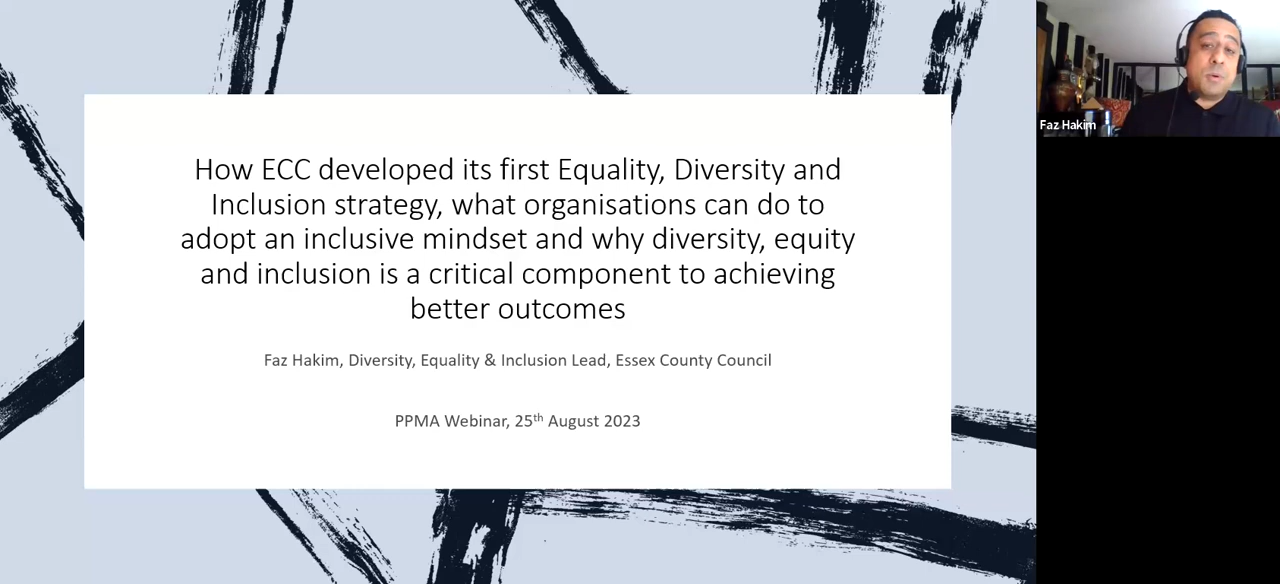 How ECC developed its first Equality, Diversity and
Inclusion strategy, what organisations can do to
adopt an inclusive mindset and why diversity, equity
and inclusion is a critical component to achieving
better outcomes
Faz Hakim, Diversity, Equality & Inclusion Lead, Essex County Council
PPMA Webinar, 25th August 2023
Faz Hakim